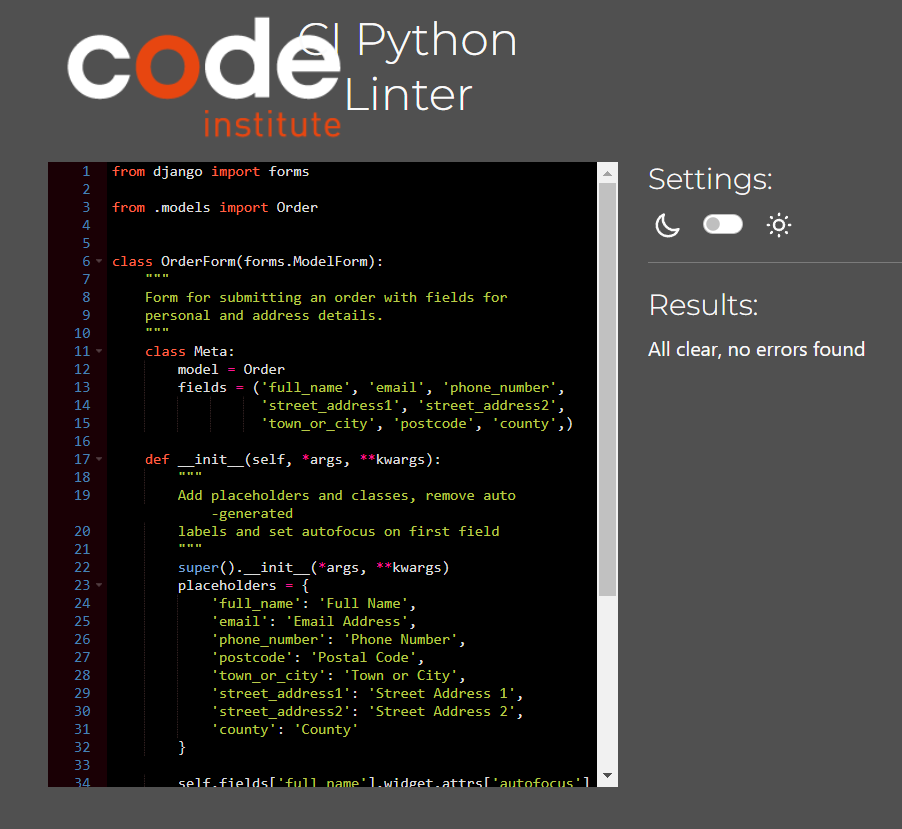 code
institute
CI Python
Linter
1 from django import forms
2
3 from .models import Order
4
5
6 class OrderForm(forms.ModelForm):
7     """
8     Form for submitting an order with fields for
9     personal and address details.
10     """
11     class Meta:
12         model = Order
13         fields = ('full_name', 'email', 'phone_number',
14                   'street_address1', 'street_address2',
15                   'town_or_city', 'postcode', 'county',)
16
17     def __init__(self, *args, **kwargs):
18         """
19         Add placeholders and classes, remove auto
            -generated
20         labels and set autofocus on first field
21         """
22         super().__init__(*args, **kwargs)
23         placeholders = {
24             'full_name': 'Full Name',
25             'email': 'Email Address',
26             'phone_number': 'Phone Number',
27             'postcode': 'Postal Code',
28             'town_or_city': 'Town or City',
29             'street_address1': 'Street Address 1',
30             'street_address2': 'Street Address 2',
31             'county': 'County'
32         }
33
34         self.fields['full_name'].widget.attrs['autofocus']
Settings:
Results:
All clear, no errors found